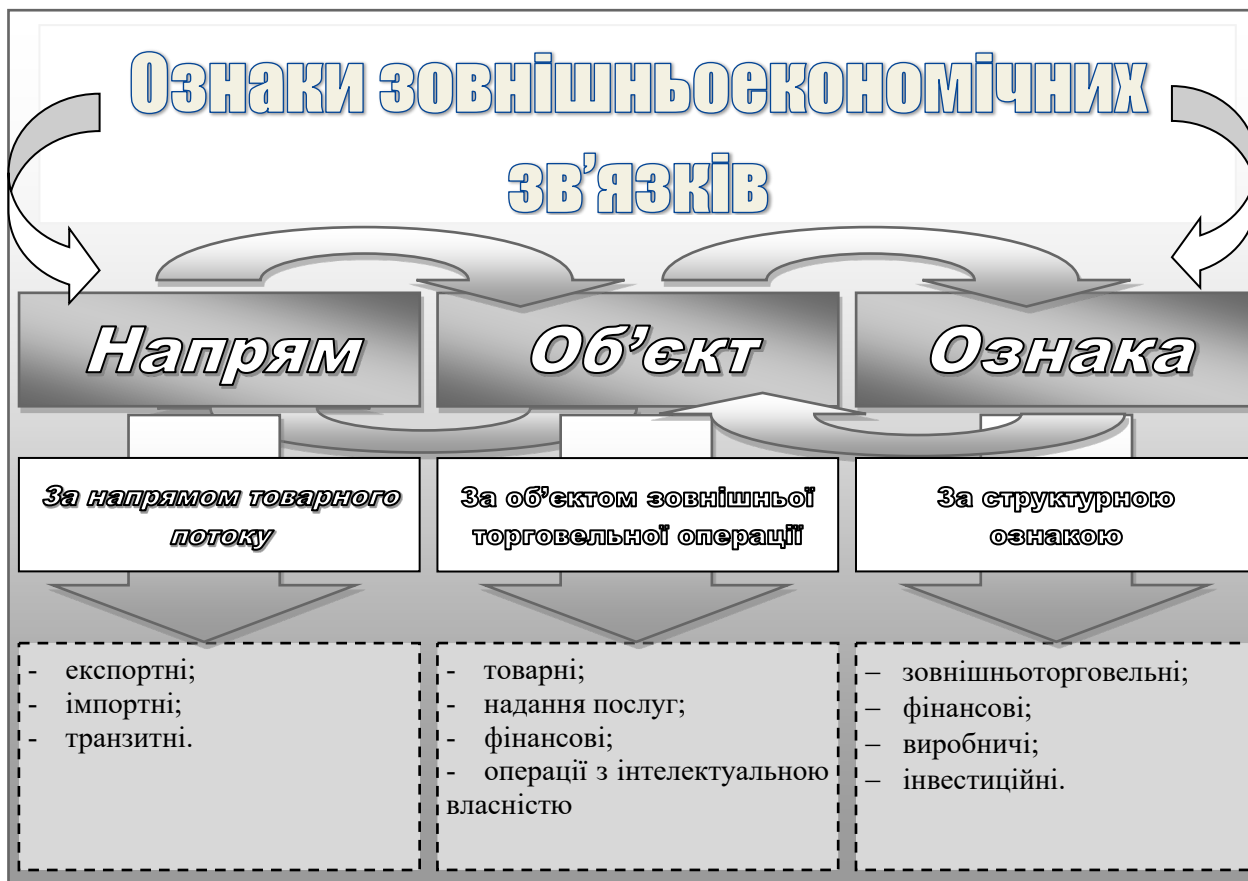 Ознаки зовнішньоекономічних
зв’язків
Напрям
Об’єкт
Ознака
За напрямом товарного
потоку
За об’єктом зовнішньої
торговельної операції
За структурною
ознакою
- експортні;
- імпортні;
- транзитні.
- товарні;
- надання послуг;
- фінансові;
- операції з інтелектуальною
власністю
– зовнішньоторговельні;
– фінансові;
– виробничі;
– інвестиційні.